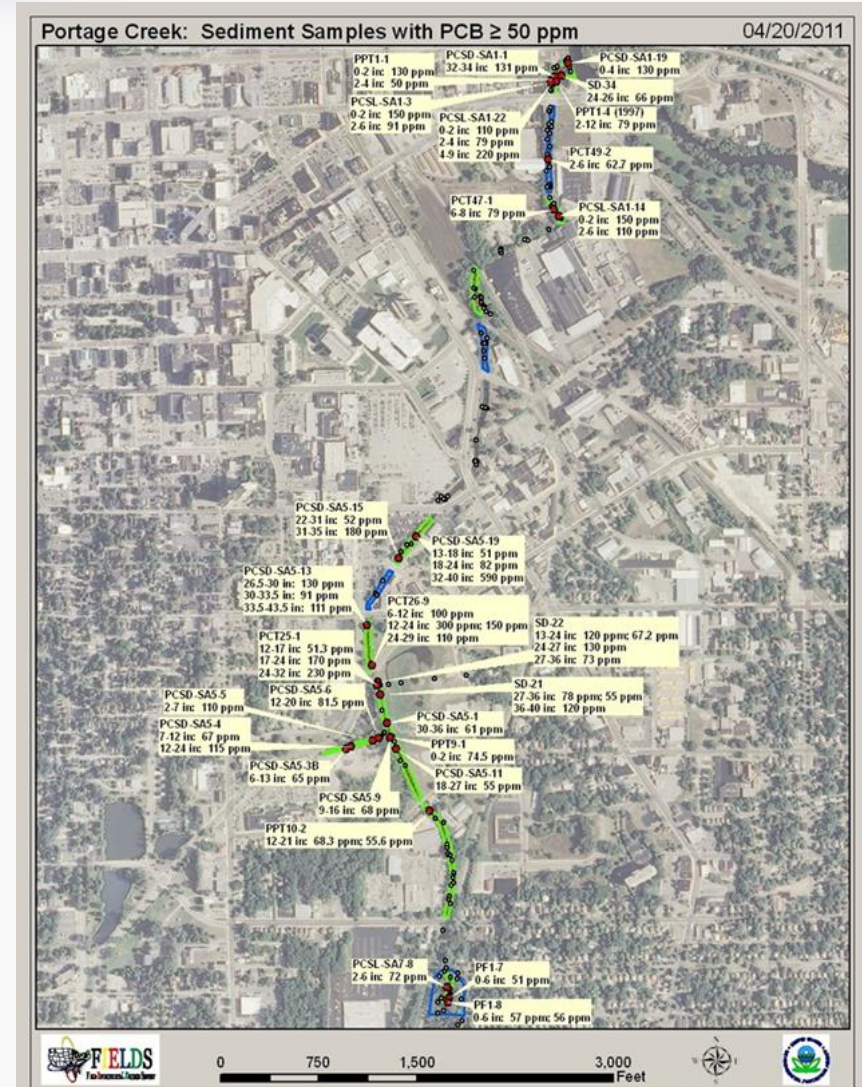 Portage Creek: Sediment Samples with PCB ≥ 50 ppm
04/20/2011
PPT1-1
0-2 in: 130 ppm
2-4 in: 50 ppm
PCSD-SA1-1
32-34 in: 131 ppm
PCSD-SA1-19
0-4 in: 130 ppm
SD-34
24-26 in: 66 ppm
PCSL-SA1-3
0-2 in: 150 ppm
2-6 in: 91 ppm
PCSL-SA1-22
0-2 in: 110 ppm
2-4 in: 79 ppm
4-9 in: 220 ppm
PPT1-4 (1997)
2-12 in: 79 ppm
PCT49-2
2-6 in: 62.7 ppm
PCT47-1
6-8 in: 79 ppm
PCSL-SA1-14
0-2 in: 150 ppm
2-6 in: 110 ppm
PCSD-SA5-15
22-31 in: 52 ppm
31-35 in: 180 ppm
PCSD-SA5-19
13-18 in: 51 ppm
18-24 in: 82 ppm
32-40 in: 590 ppm
PCSD-SA5-13
26.5-30 in: 130 ppm
30-33.5 in: 91 ppm
33.5-43.5 in: 111 ppm
PCT26-9
6-12 in: 100 ppm
12-24 in: 300 ppm; 150 ppm
24-29 in: 110 ppm
SD-22
13-24 in: 120 ppm; 67.2 ppm
24-27 in: 130 ppm
27-36 in: 73 ppm
PCT25-1
12-17 in: 51.3 ppm
17-24 in: 170 ppm
24-32 in: 230 ppm
SD-21
27-36 in: 78 ppm; 55 ppm
36-40 in: 120 ppm
PCSD-SA5-6
12-20 in: 81.5 ppm
PCSD-SA5-5
2-7 in: 110 ppm
PCSD-SA5-4
7-12 in: 67 ppm
12-24 in: 115 ppm
PCSD-SA5-1
30-36 in: 61 ppm
PPT9-1
0-2 in: 74.5 ppm
PCSD-SA5-3B
6-13 in: 65 ppm
PCSD-SA5-11
18-27 in: 55 ppm
PCSD-SA5-9
9-16 in: 68 ppm
PPT10-2
12-21 in: 68.3 ppm; 55.6 ppm
PCSL-SA7-8
2-6 in: 72 ppm
PF1-7
0-6 in: 51 ppm
PF1-8
0-6 in: 57 ppm; 56 ppm
FIELDS
0 750 1,500 3,000
Feet